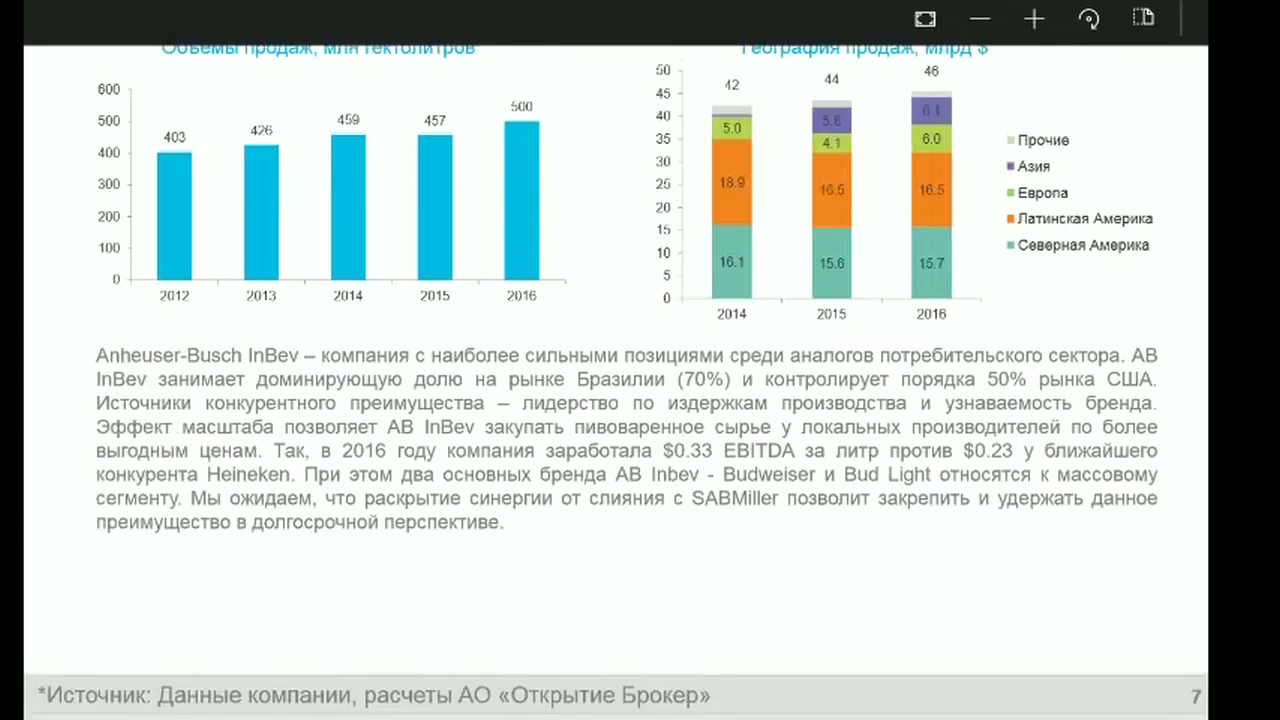 Объемы продаж, млн гектолитров
600
500
400
300
200
100
0
403
426
459
457
500
2012
2013
2014
2015
2016
География продаж, млрд $
50
45
40
35
30
25
20
15
10
5
0
42
44
46
5.0
18.9
16.1
5.6
4.1
16.5
15.6
6.1
6.0
16.5
15.7
2014
2015
2016
Прочие
Азия
Европа
Латинская Америка
Северная Америка
Anheuser-Busch InBev – компания с наиболее сильными позициями среди аналогов потребительского сектора. AB
InBev занимает доминирующую долю на рынке Бразилии (70%) и контролирует порядка 50% рынка США.
Источники конкурентного преимущества – лидерство по издержкам производства и узнаваемость бренда.
Эффект масштаба позволяет AB InBev закупать пивоваренное сырье у локальных производителей по более
выгодным ценам. Так, в 2016 году компания заработала $0.33 EBITDA за литр против $0.23 у ближайшего
конкурента Heineken. При этом два основных бренда AB Inbev - Budweiser и Bud Light относятся к массовому
сегменту. Мы ожидаем, что раскрытие синергии от слияния с SABMiller позволит закрепить и удержать данное
преимущество в долгосрочной перспективе.
*Источник: Данные компании, расчеты АО «Открытие Брокер»
7